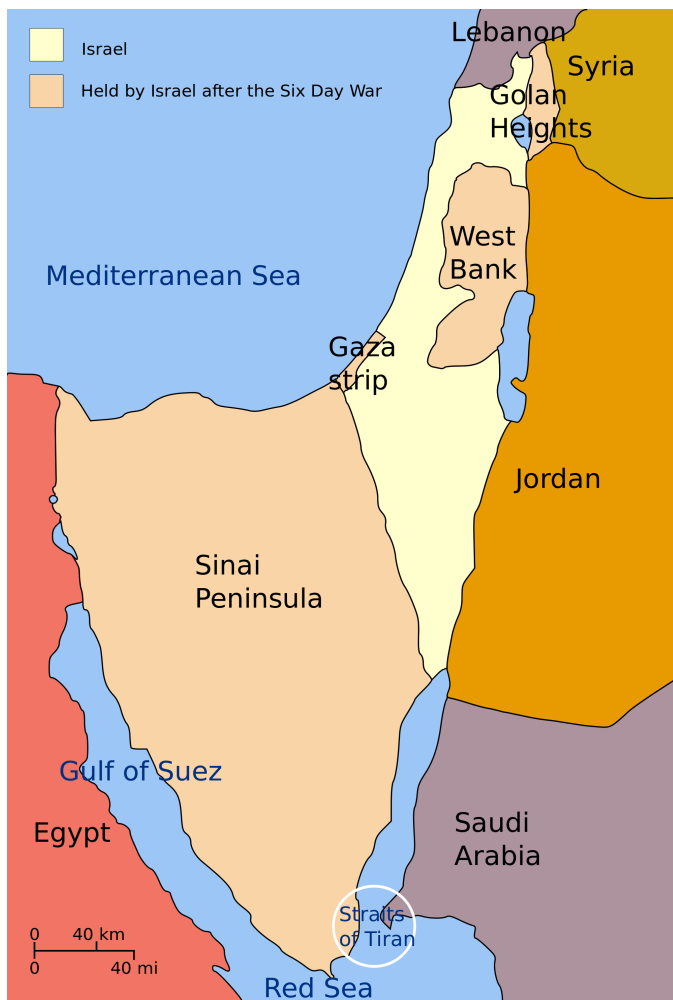 Israel
Held by Israel after the Six Day War
Lebanon
Syria
Golan
Heights
West
Bank
Mediterranean Sea
Gaza
strip
Jordan
Sinai
Peninsula
Gulf of Suez
Egypt
Saudi
Arabia
Straits
of Tiran
0 40 km
0 40 mi
Red Sea